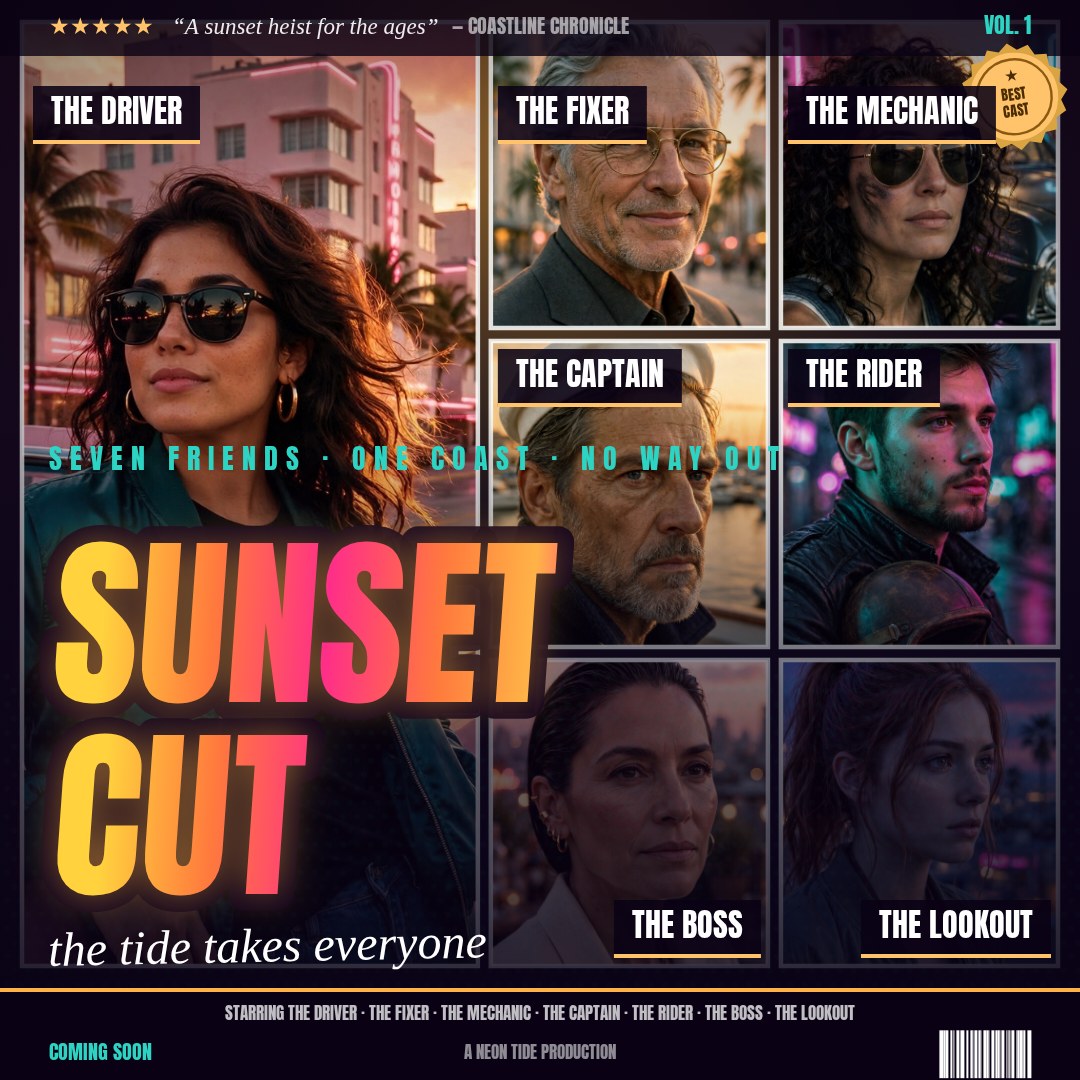 ★★★★★ “A sunset heist for the ages” — COASTLINE CHRONICLE
VOL. 1
★
BEST
CAST
THE DRIVER
THE FIXER
THE MECHANIC
THE CAPTAIN
THE RIDER
SEVEN FRIENDS · ONE COAST · NO WAY OUT
SUNSET
CUT
the tide takes everyone
THE BOSS
THE LOOKOUT
STARRING THE DRIVER · THE FIXER · THE MECHANIC · THE CAPTAIN · THE RIDER · THE BOSS · THE LOOKOUT
COMING SOON
A NEON TIDE PRODUCTION